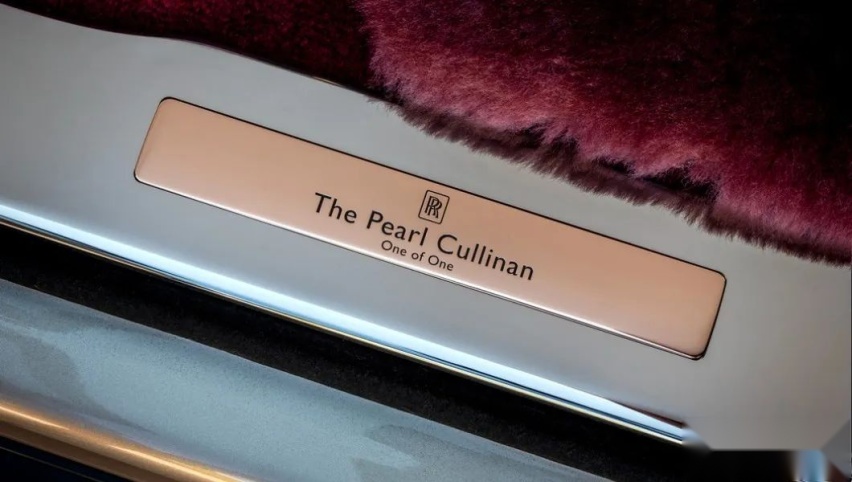 RR
The Pearl Cullinan
One of One